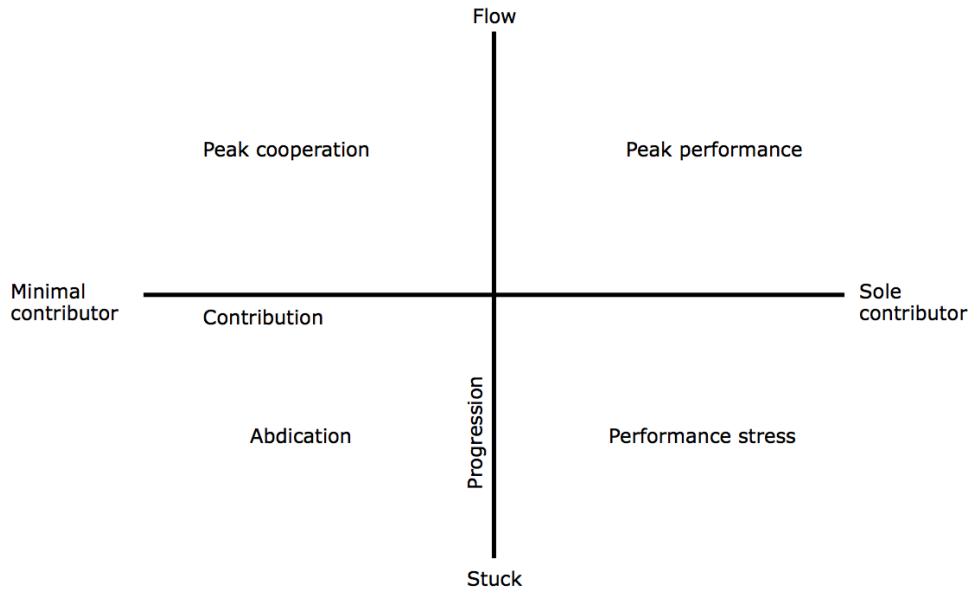 Flow
Peak cooperation
Peak performance
Minimal
contributor
Sole
contributor
Contribution
Progression
Abdication
Performance stress
Stuck